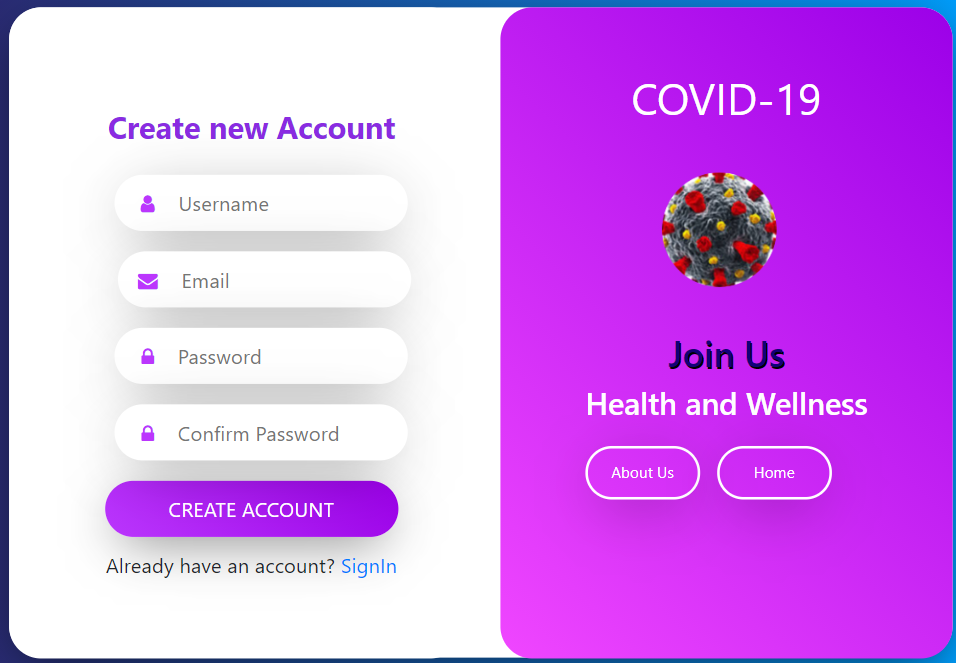 Create new Account
Username
Email
Password
Confirm Password
CREATE ACCOUNT
Already have an account? SignIn
COVID-19
Join Us
Health and Wellness
About Us
Home